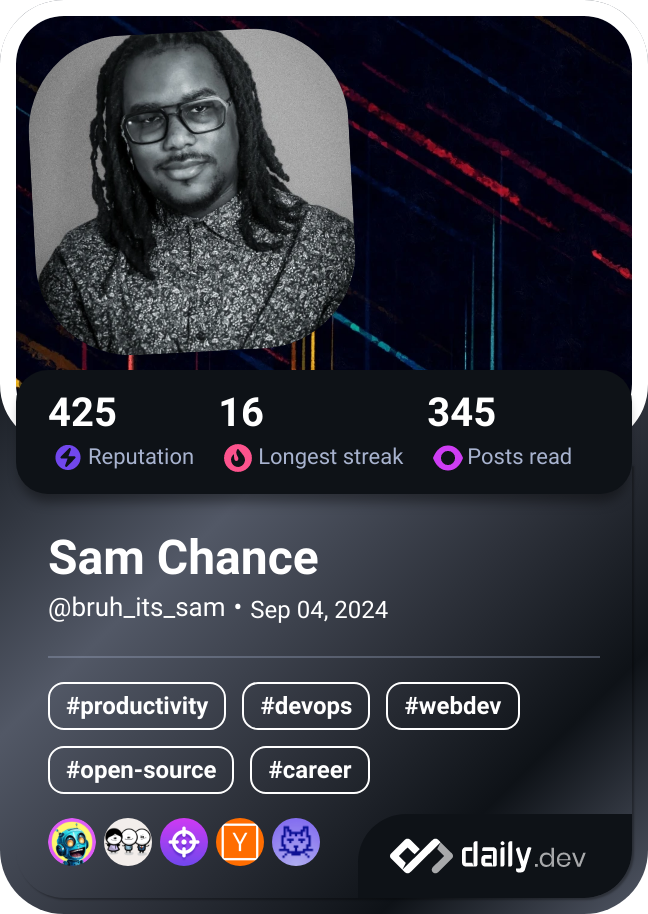 425 16 345
Reputation Longest streak Posts read
Sam Chance
@bruh_its_sam • Sep 04, 2024
#productivity #devops #webdev
#open-source #career
Y
daily.dev